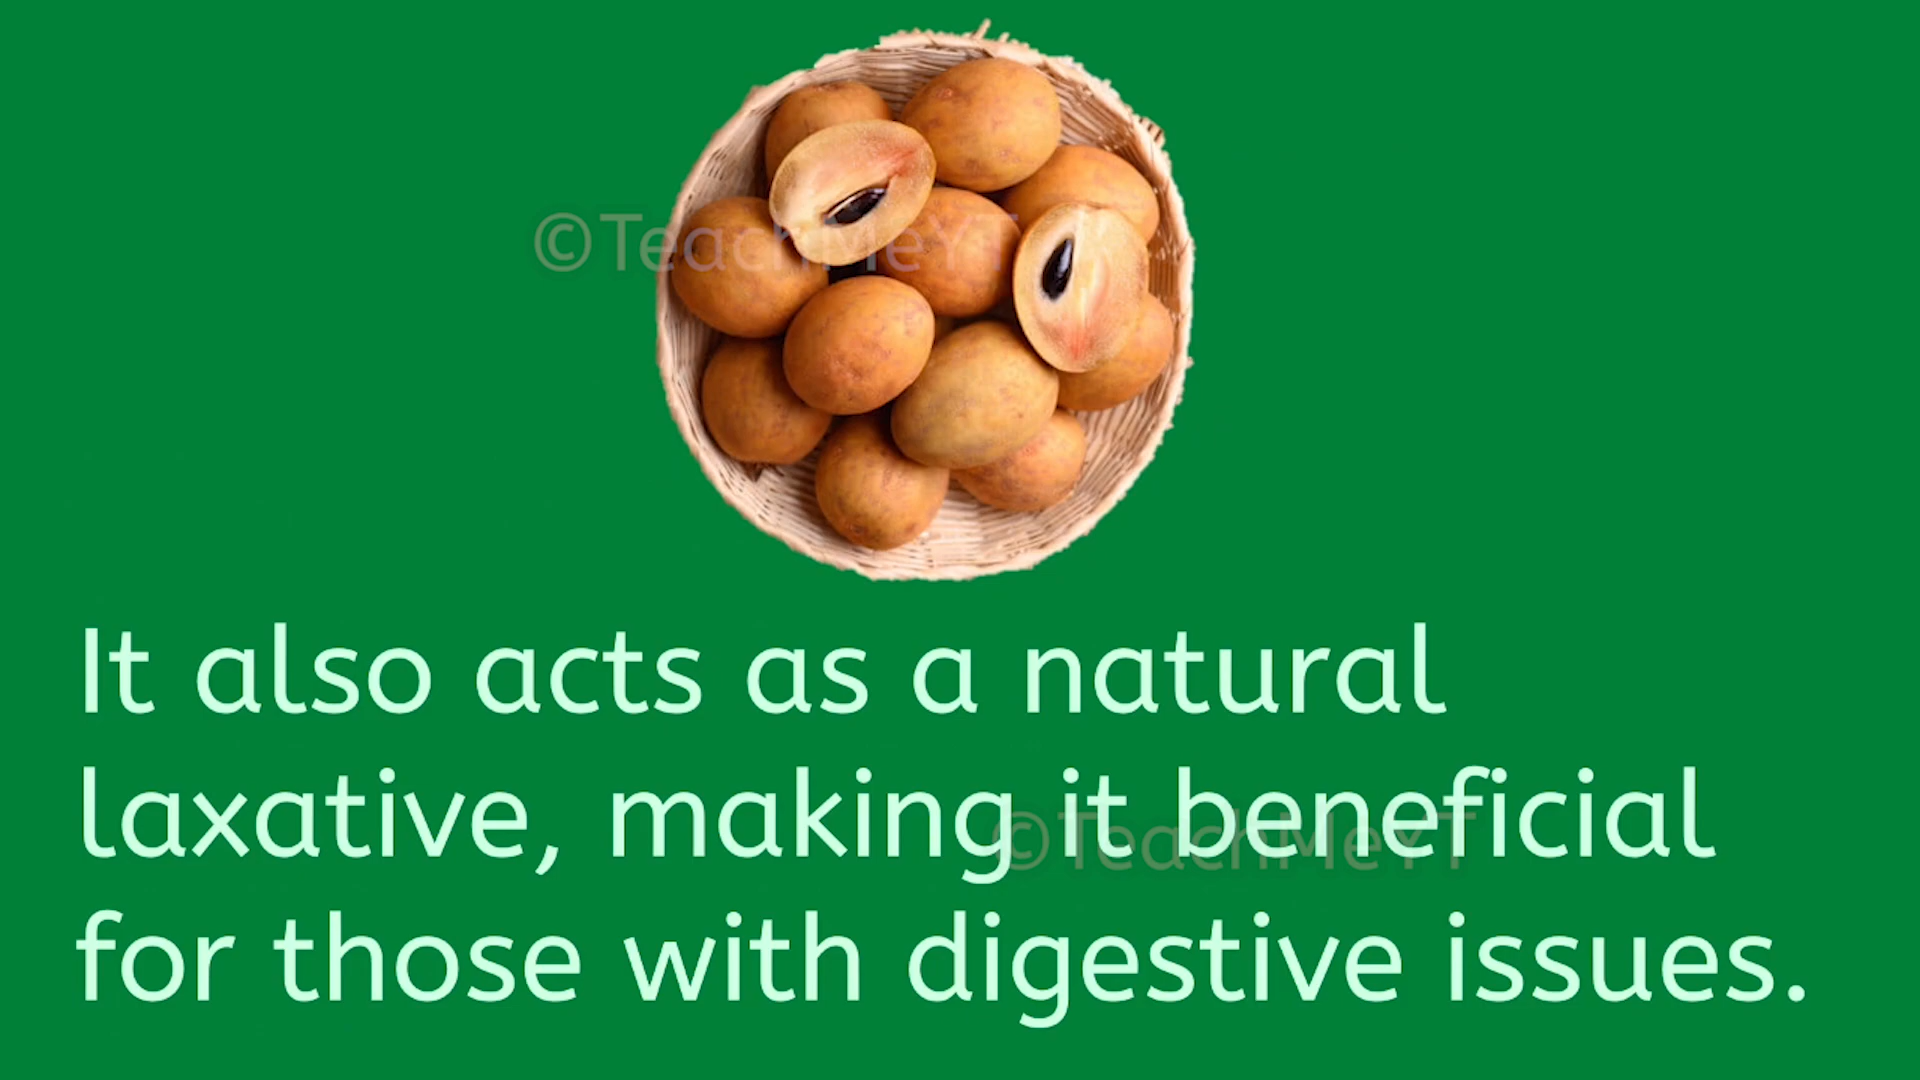 ©TeachMeYT
It also acts as a natural
laxative, making it beneficial
©TeachMeYT
for those with digestive issues.